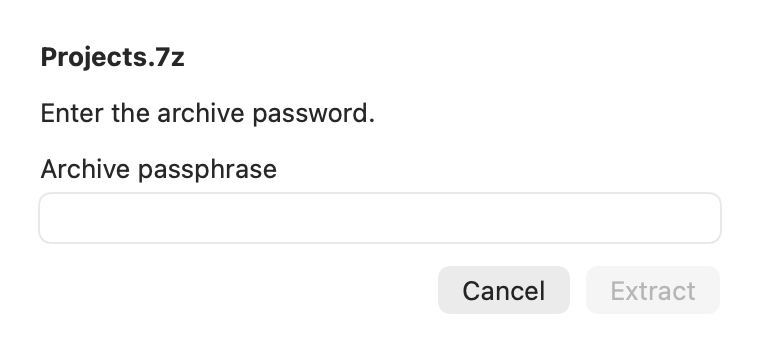 Projects.7z
Enter the archive password.
Archive passphrase
Cancel
Extract